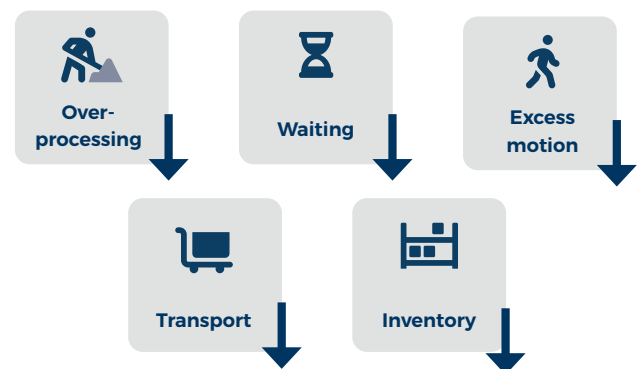 Over-
processing
Waiting
Excess
motion
Transport
Inventory